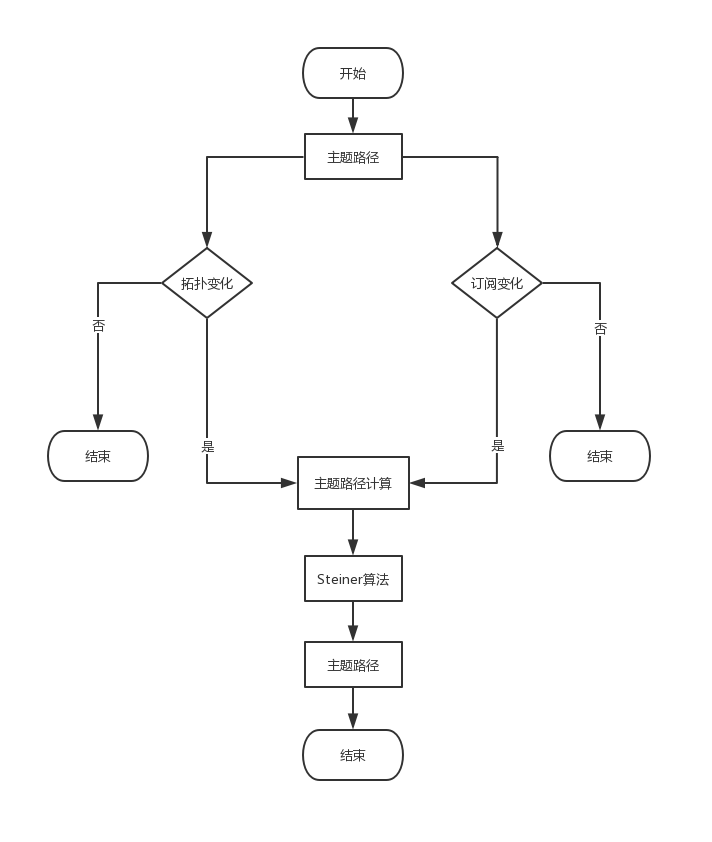 开始
主题路径
拓扑变化
订阅变化
否
否
是
是
结束
结束
主题路径计算
Steiner算法
主题路径
结束